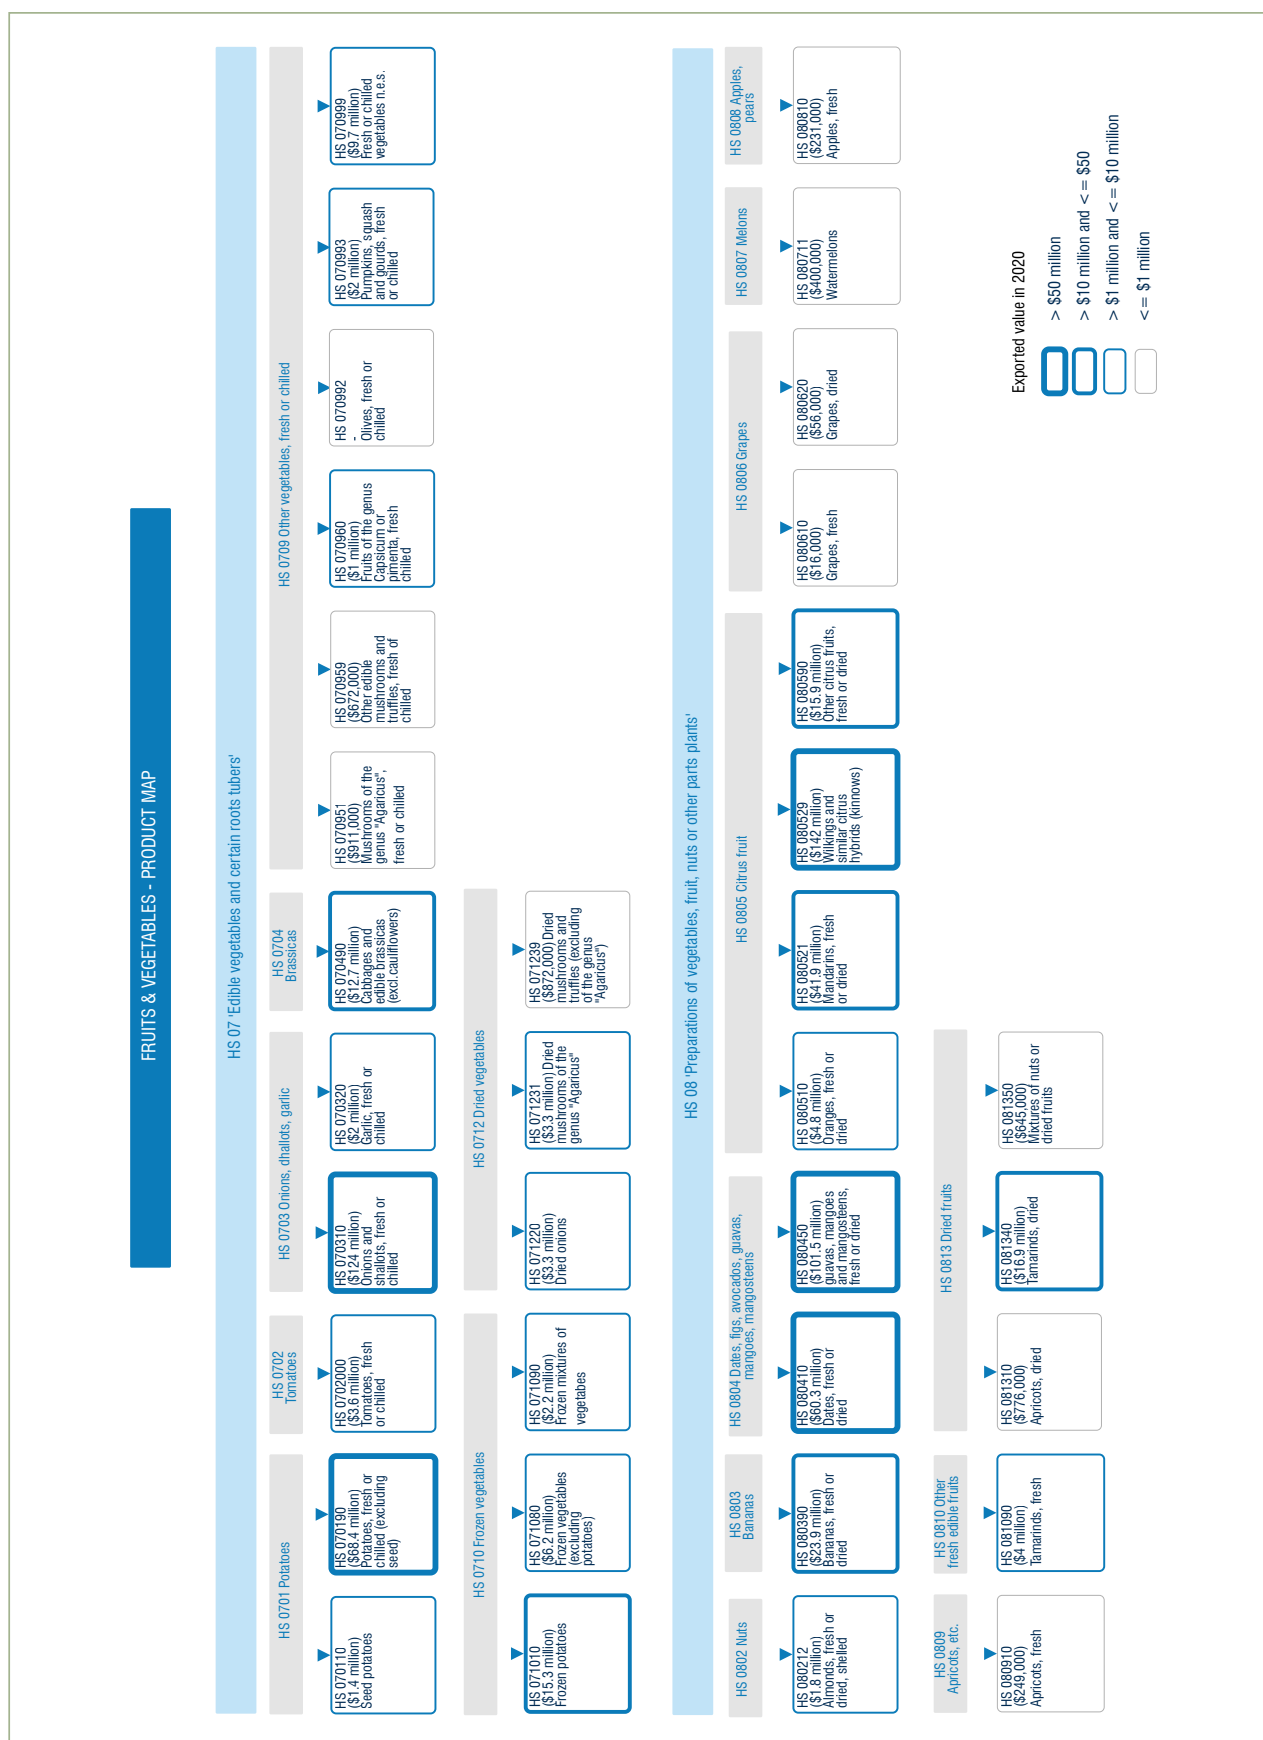 FRUITS & VEGETABLES - PRODUCT MAP
HS 07 'Edible vegetables and certain roots tubers'
HS 0701 Potatoes
HS 070110
($1.4 million)
Seed potatoes
HS 070190
($68.4 million)
Potatoes, fresh or
chilled (excluding
seed)
HS 0702
Tomatoes
HS 0702000
($3.6 million)
Tomatoes, fresh
or chilled
HS 0703 Onions, dhallots, garlic
HS 070310
($124 million)
Onions and
shallots, fresh or
chilled
HS 070320
($2 million)
Garlic, fresh or
chilled
HS 0704
Brassicas
HS 070490
($12.7 million)
Cabbages and
edible brassicas
(excl.cauliflowers)
HS 0709 Other vegetables, fresh or chilled
HS 070951
($911,000)
Mushrooms of the
genus "Agaricus",
fresh or chilled
HS 070959
($672,000)
Other edible
mushrooms and
truffles, fresh of
chilled
HS 070960
($1 million)
Fruits of the genus
Capsicum or
pimenta, fresh
chilled
HS 070992
-
Olives, fresh or
chilled
HS 070993
($2 million)
Pumpkins, squash
and gourds, fresh
or chilled
HS 070999
($9.7 million)
Fresh or chilled
vegetables n.e.s.
HS 0710 Frozen vegetables
HS 071010
($15.3 million)
Frozen potatoes
HS 071080
($6.2 million)
Frozen vegetables
(excluding
potatoes)
HS 071090
($2.2 million)
Frozen mixtures of
vegetabes
HS 0712 Dried vegetables
HS 071220
($3.3 million)
Dried onions
HS 071231
($3.3 million) Dried
mushrooms of the
genus "Agaricus"
HS 071239
($872,000) Dried
mushrooms and
truffles (excluding
of the genus
"Agaricus")
HS 08 'Preparations of vegetables, fruit, nuts or other parts plants'
HS 0802 Nuts
HS 080212
($1.8 million)
Almonds, fresh or
dried, shelled
HS 0803
Bananas
HS 080390
($23.9 million)
Bananas, fresh or
dried
HS 0804 Dates, figs, avocados, guavas,
mangoes, mangosteens
HS 080410
($60.3 million)
Dates, fresh or
dried
HS 080450
($101.5 million)
guavas, mangoes
and mangosteens,
fresh or dried
HS 0805 Citrus fruit
HS 080510
($4.8 million)
Oranges, fresh or
dried
HS 080521
($41.9 million)
Mandarins, fresh
or dried
HS 080529
($142 million)
Wilkings and
similar citrus
hybrids (kinnows)
HS 080590
($15.9 million)
Other citrus fruits,
fresh or dried
HS 0806 Grapes
HS 080610
($16,000)
Grapes, fresh
HS 080620
($56,000)
Grapes, dried
HS 0807 Melons
HS 080711
($400,000)
Watermelons
HS 0808 Apples,
pears
HS 080810
($231,000)
Apples, fresh
HS 0809
Apricots, etc.
HS 080910
($249,000)
Apricots, fresh
HS 0810 Other
fresh edible fruits
HS 081090
($4 million)
Tamarinds, fresh
HS 0813 Dried fruits
HS 081310
($776,000)
Apricots, dried
HS 081340
($16.9 million)
Tamarinds, dried
HS 081350
($645,000)
Mixtures of nuts or
dried fruits
Exported value in 2020
> $50 million
> $10 million and <= $50
> $1 million and <= $10 million
<= $1 million